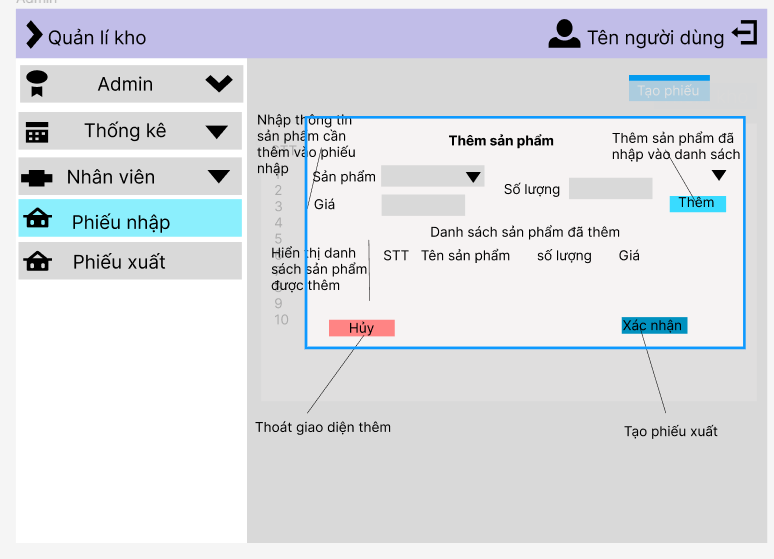 Admin
Quản lí kho
Tên người dùng
Admin
Thống kê
Nhân viên
Phiếu nhập
Phiếu xuất
Tạo phiếu
Nhập thông tin
sản phẩm cần
thêm vào phiếu
nhập
STT
1
2
3
4
5
9
10
Thêm sản phẩm
Thêm sản phẩm đã
nhập vào danh sách
Sản phẩm
Số lượng
Giá
Thêm
Danh sách sản phẩm đã thêm
Hiển thị danh
sách sản phẩm
được thêm
STT Tên sản phẩm số lượng Giá
Hủy
Xác nhận
Thoát giao diện thêm
Tạo phiếu xuất